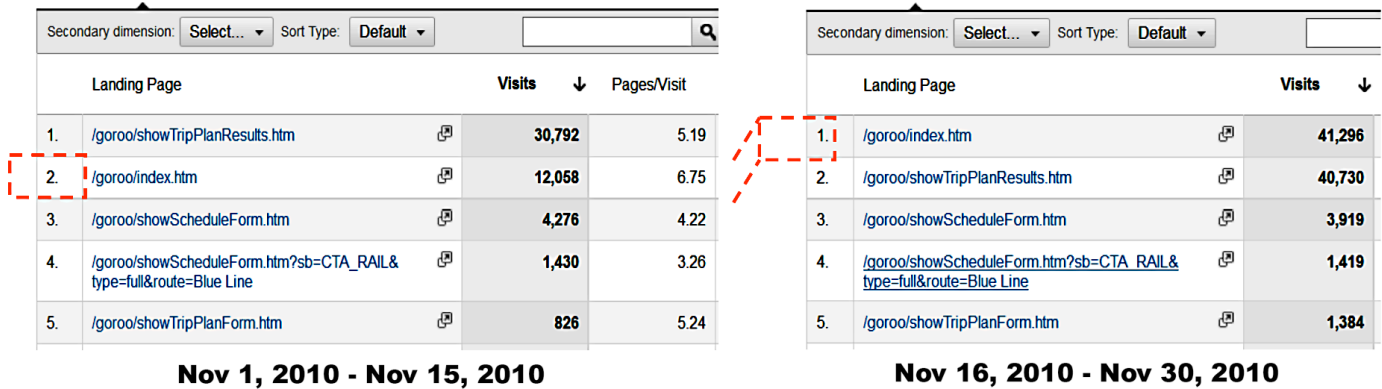 Secondary dimension: Select... Sort Type: Default
Landing Page Visits Pages/Visit
1. /goroo/showTripPlanResults.htm 30,792 5.19
2. /goroo/index.htm 12,058 6.75
3. /goroo/showScheduleForm.htm 4,276 4.22
4. /goroo/showScheduleForm.htm?sb=CTA_RAIL& 1,430 3.26
type=full&route=Blue Line
5. /goroo/showTripPlanForm.htm 826 5.24
Nov 1, 2010 - Nov 15, 2010
Secondary dimension: Select... Sort Type: Default
Landing Page Visits
1. /goroo/index.htm 41,296
2. /goroo/showTripPlanResults.htm 40,730
3. /goroo/showScheduleForm.htm 3,919
4. /goroo/showScheduleForm.htm?sb=CTA_RAIL& 1,419
type=full&route=Blue Line
5. /goroo/showTripPlanForm.htm 1,384
Nov 16, 2010 - Nov 30, 2010